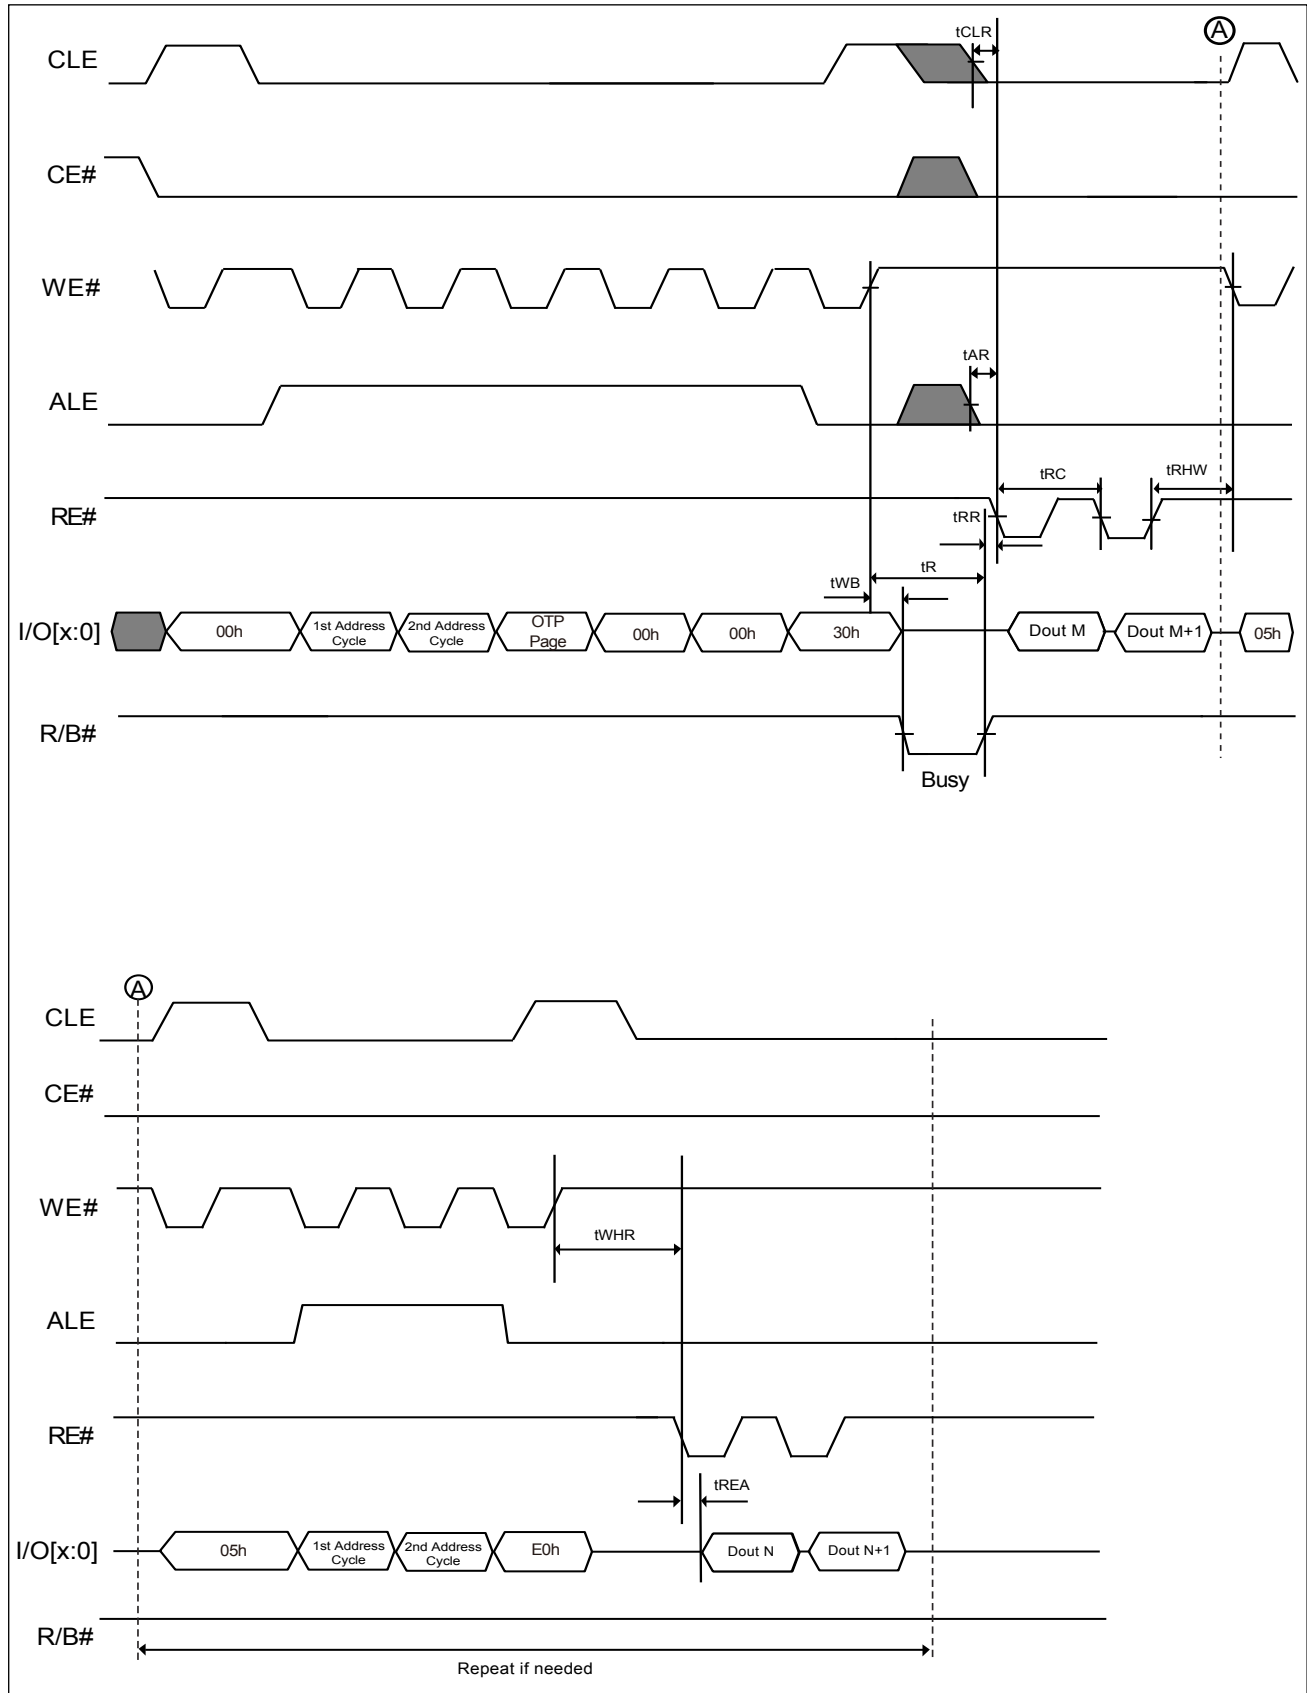 tCLR
A
CLE
CE#
WE#
tAR
ALE
tRC
tRHW
RE#
tRR
tR
tWB
I/O[x:0]
00h
1st Address
Cycle
2nd Address
Cycle
OTP
Page
00h
00h
30h
Dout M
Dout M+1
05h
R/B#
Busy
A
CLE
CE#
WE#
tWHR
ALE
RE#
tREA
I/O[x:0]
05h
1st Address
Cycle
2nd Address
Cycle
E0h
Dout N
Dout N+1
R/B#
Repeat if needed